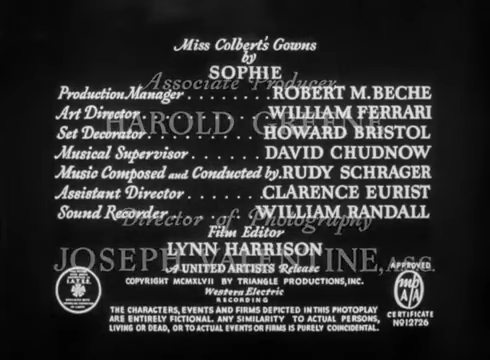 Miss Colbert's Gowns
by
SOPHIE
Associate Producer
Production Manager . . . . . . . ROBERT M. BECHE
Art Director . . . . . . . WILLIAM FERRARI
HAROLD GREENE
Set Decorator . . . . . . . HOWARD BRISTOL
Musical Supervisor . . . . . . DAVID CHUDNOW
Music Composed and Conducted by. RUDY SCHRAGER
Assistant Director . . . . . . . CLARENCE EURIST
Sound Recorder . . . . . . . WILLIAM RANDALL
Director of Photography
Film Editor
LYNN HARRISON
JOSEPH VALENTINE, A.S.C.
A UNITED ARTISTS Release
COPYRIGHT MCMXLVII BY TRIANGLE PRODUCTIONS, INC.
Western Electric
RECORDING
I.A.T.S.E.
APPROVED
CERTIFICATE
No 12726
THE CHARACTERS, EVENTS AND FIRMS DEPICTED IN THIS PHOTOPLAY
ARE ENTIRELY FICTIONAL. ANY SIMILARITY TO ACTUAL PERSONS,
LIVING OR DEAD, OR TO ACTUAL EVENTS OR FIRMS IS PURELY COINCIDENTAL.